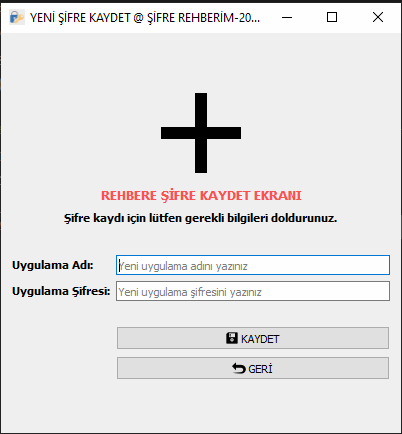 YENİ ŞİFRE KAYDET @ ŞİFRE REHBERİM-20...
REHBERE ŞİFRE KAYDET EKRANI
Şifre kaydı için lütfen gerekli bilgileri doldurunuz.
Uygulama Adı: Yeni uygulama adını yazınız
Uygulama Şifresi: Yeni uygulama şifresini yazınız
KAYDET
GERİ